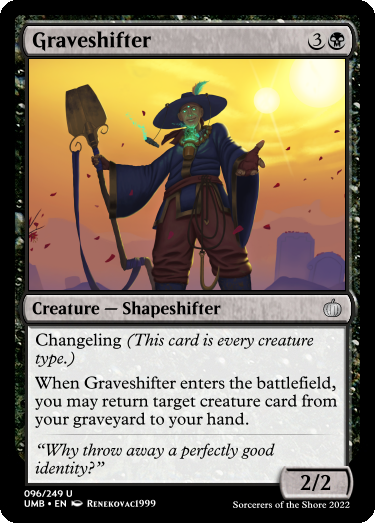 Graveshifter 3
Creature — Shapeshifter
Changeling (This card is every creature
type.)
When Graveshifter enters the battlefield,
you may return target creature card from
your graveyard to your hand.
“Why throw away a perfectly good
identity?”
2/2
096/249 U
UMB • EN Renekovac1999
Sorcerers of the Shore 2022